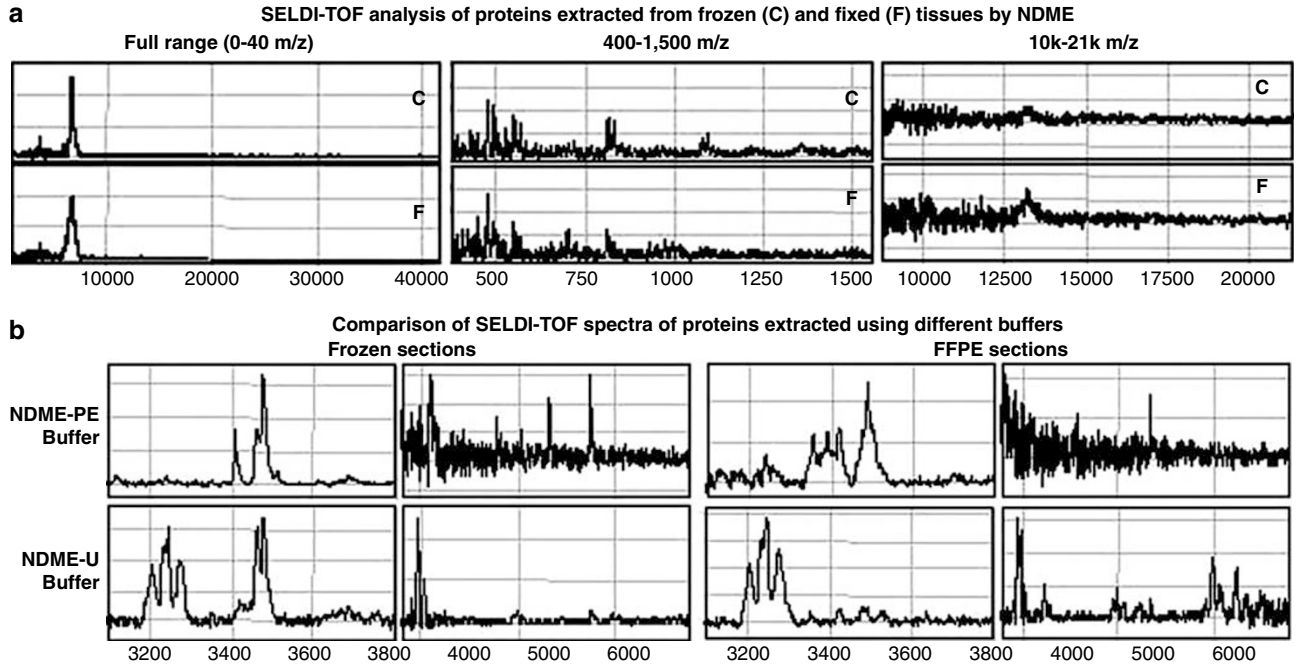 a
SELDI-TOF analysis of proteins extracted from frozen (C) and fixed (F) tissues by NDME
Full range (0-40 m/z)
400-1,500 m/z
10k-21k m/z
C
C
C
F
F
F
10000 20000 30000 40000
500 750 1000 1250 1500
10000 12500 15000 17500 20000
b
Comparison of SELDI-TOF spectra of proteins extracted using different buffers
Frozen sections
FFPE sections
NDME-PE
Buffer
NDME-U
Buffer
3200 3400 3600 3800
4000 5000 6000
3200 3400 3600 3800
4000 5000 6000